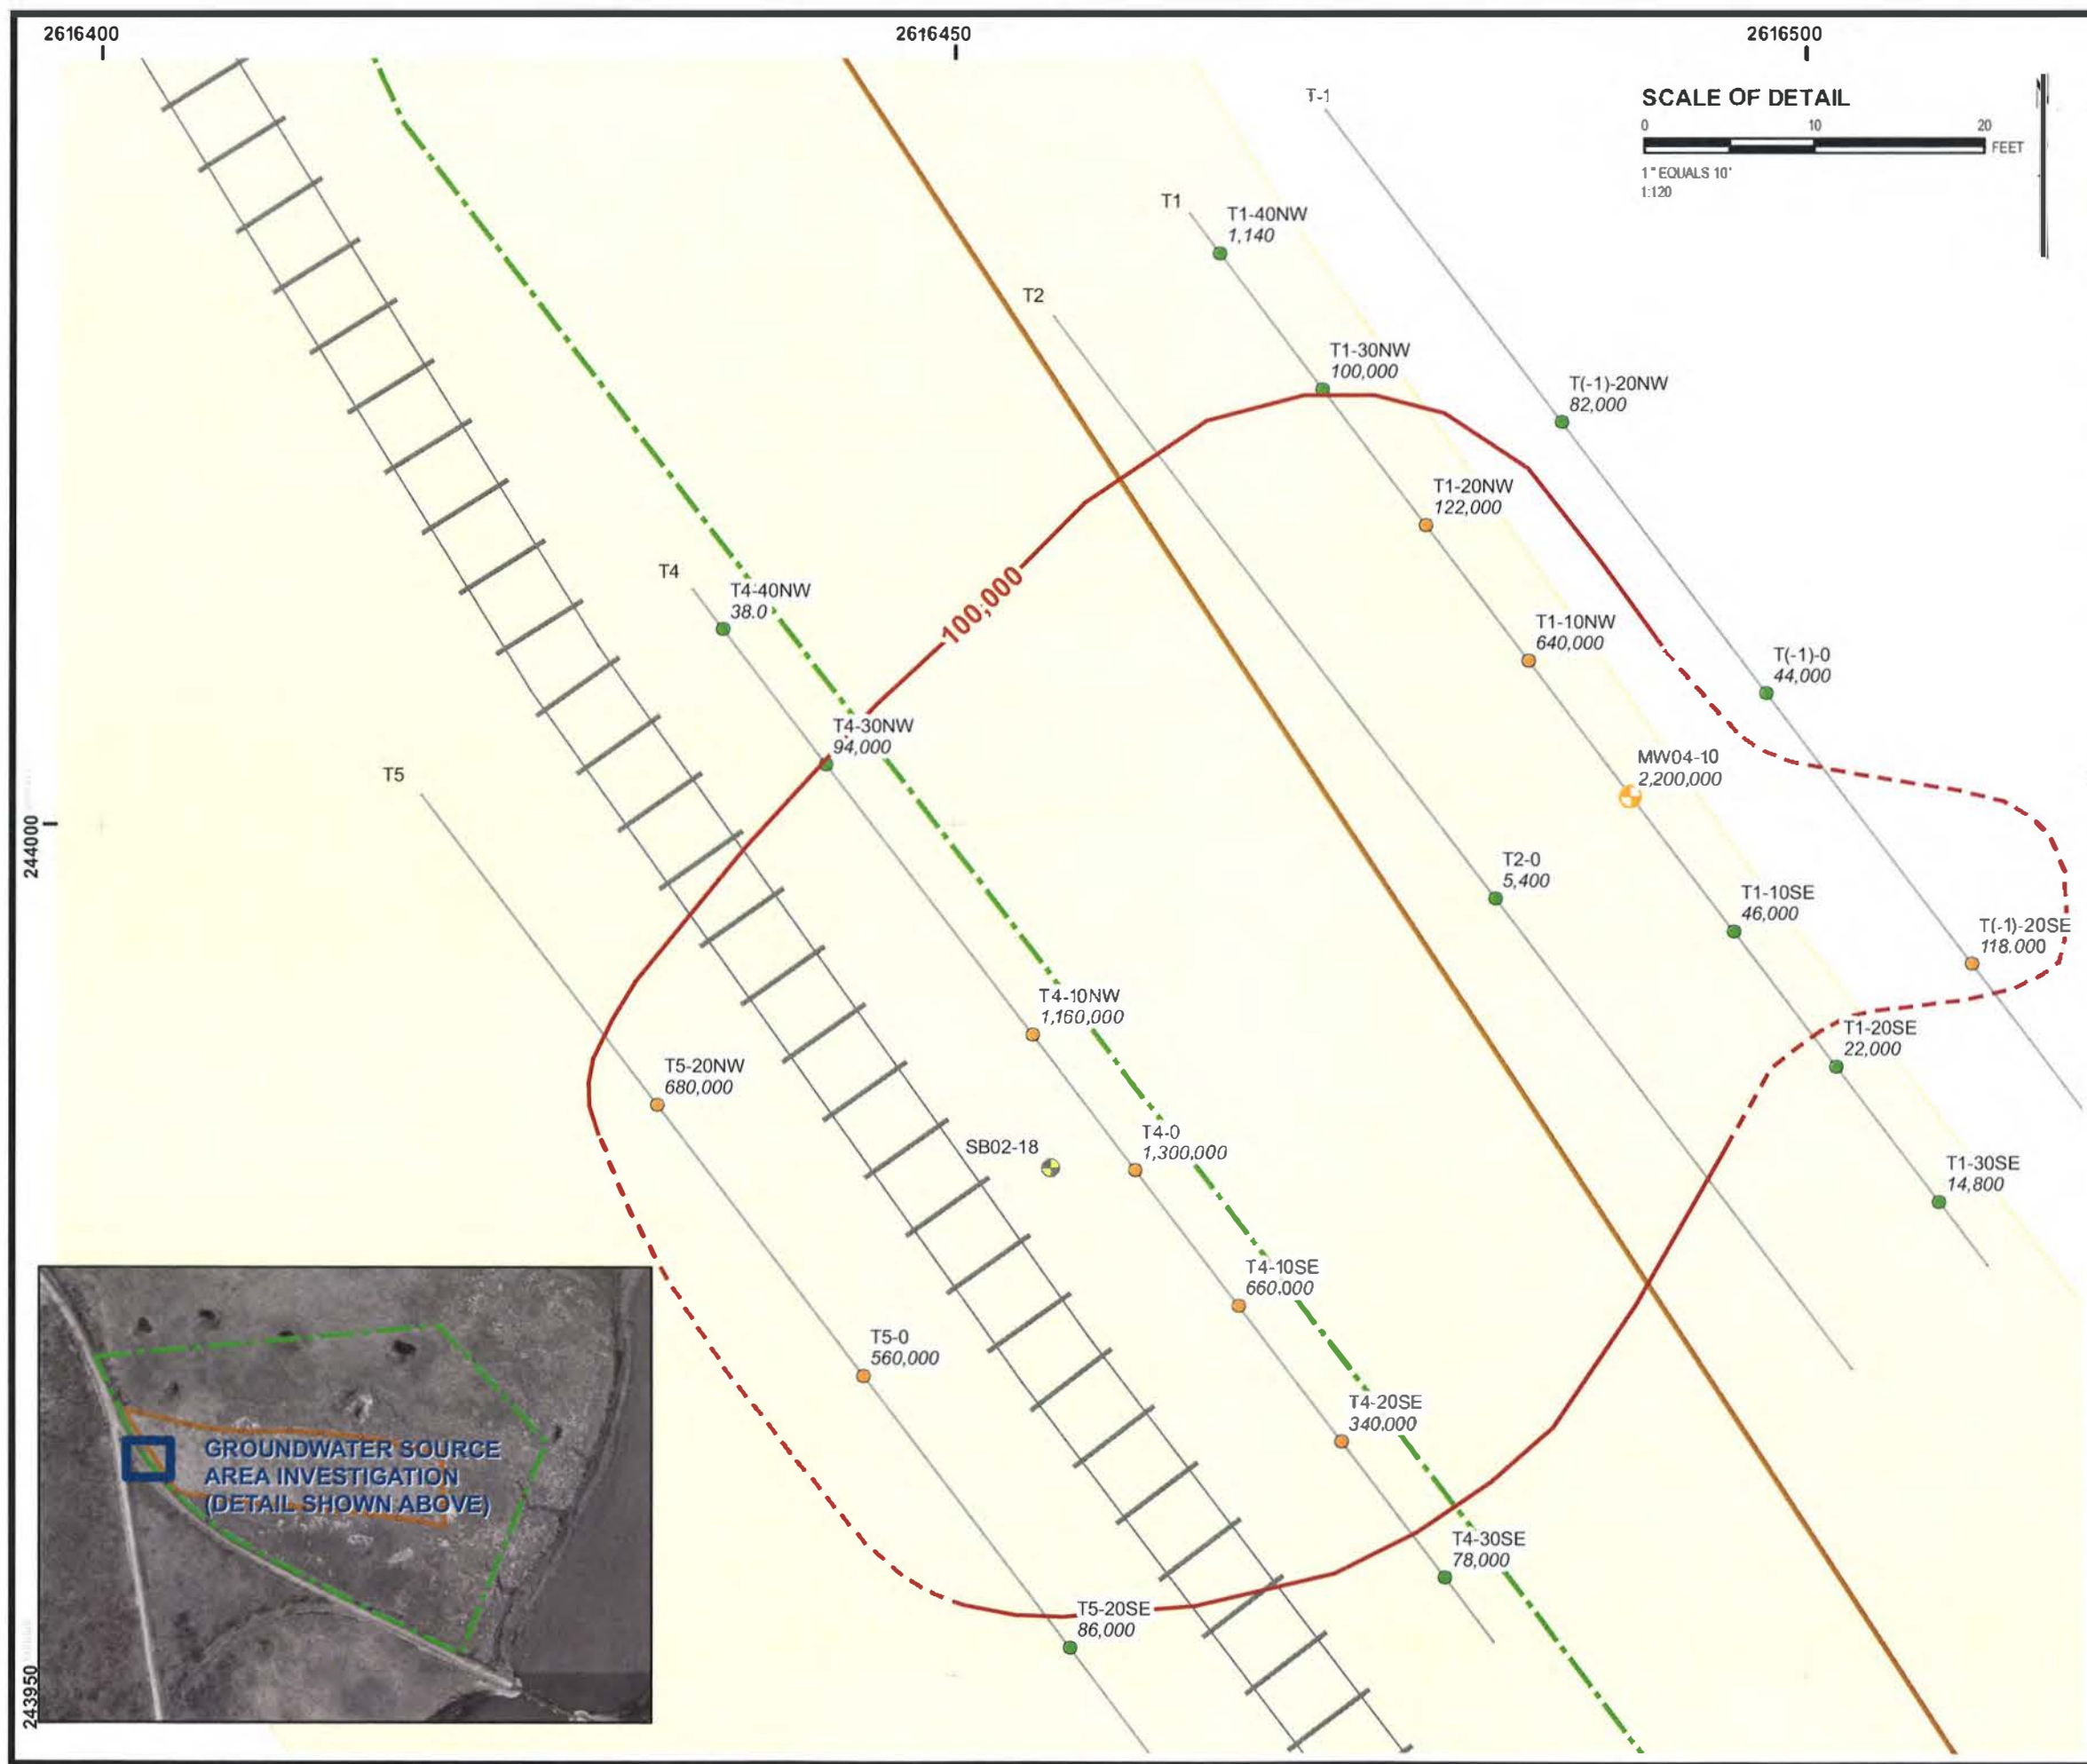 2616400
2616450
2616500
SCALE OF DETAIL
0 10 20
FEET
1" EQUALS 10'
1:120
T-1
T1
T1-40NW
1,140
T2
T1-30NW
100,000
T(-1)-20NW
82,000
T1-20NW
122,000
T4
T4-40NW
38.0
100,000
T1-10NW
640,000
T(-1)-0
44,000
T4-30NW
94,000
T5
MW04-10
2,200,000
244000
T2-0
5,400
T1-10SE
46,000
T(-1)-20SE
118.000
T4-10NW
1,160,000
T1-20SE
22,000
T5-20NW
680,000
SB02-18
T4-0
1,300,000
T1-30SE
14,800
T4-10SE
660.000
T5-0
560,000
T4-20SE
340.000
GROUNDWATER SOURCE
AREA INVESTIGATION
(DETAIL SHOWN ABOVE)
T4-30SE
78,000
T5-20SE
86,000
243950